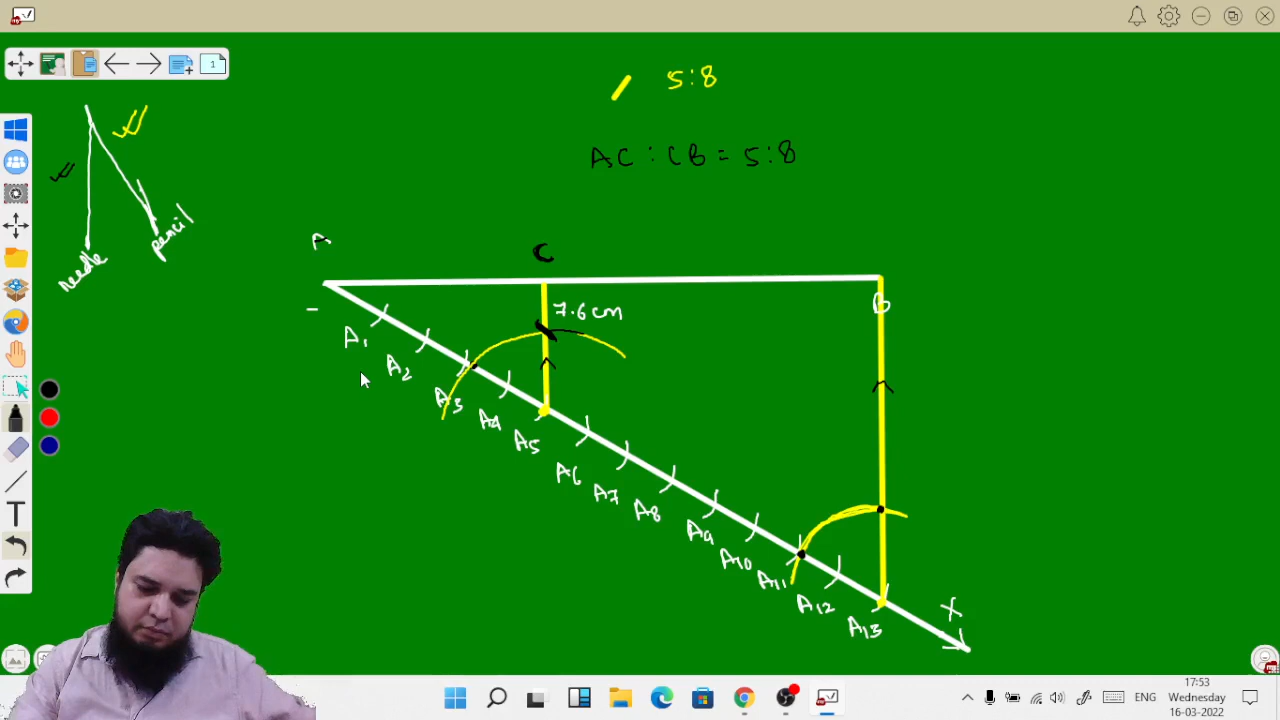 1
5:8
AC : CB = 5:8
needle
pencil
A
C
7.6 cm
B
A1
A2
A3
A4
A5
A6
A7
A8
A9
A10
A11
A12
A13
X
T
ENG
17:53
Wednesday
16-03-2022